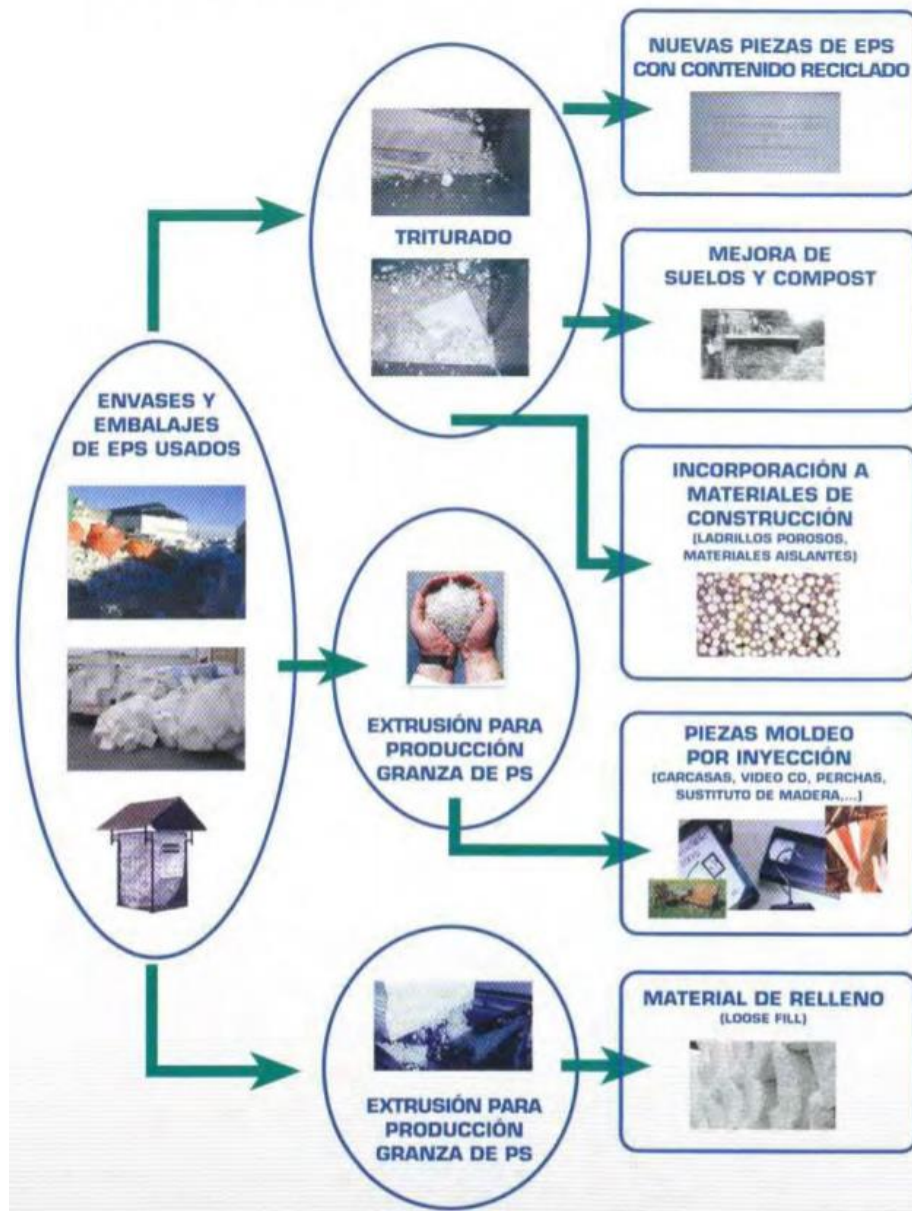 NUEVAS PIEZAS DE EPS
CON CONTENIDO RECICLADO
TRITURADO
MEJORA DE
SUELOS Y COMPOST
ENVASES Y
EMBALAJES
DE EPS USADOS
INCORPORACIÓN A
MATERIALES DE
CONSTRUCCIÓN
(LADRILLOS POROSOS,
MATERIALES AISLANTES)
EXTRUSIÓN PARA
PRODUCCIÓN
GRANZA DE PS
PIEZAS MOLDEO
POR INYECCIÓN
(CARCASAS, VIDEO CD, PERCHAS,
SUSTITUTO DE MADERA,...)
MATERIAL DE RELLENO
(LOOSE FILL)
EXTRUSIÓN PARA
PRODUCCIÓN
GRANZA DE PS